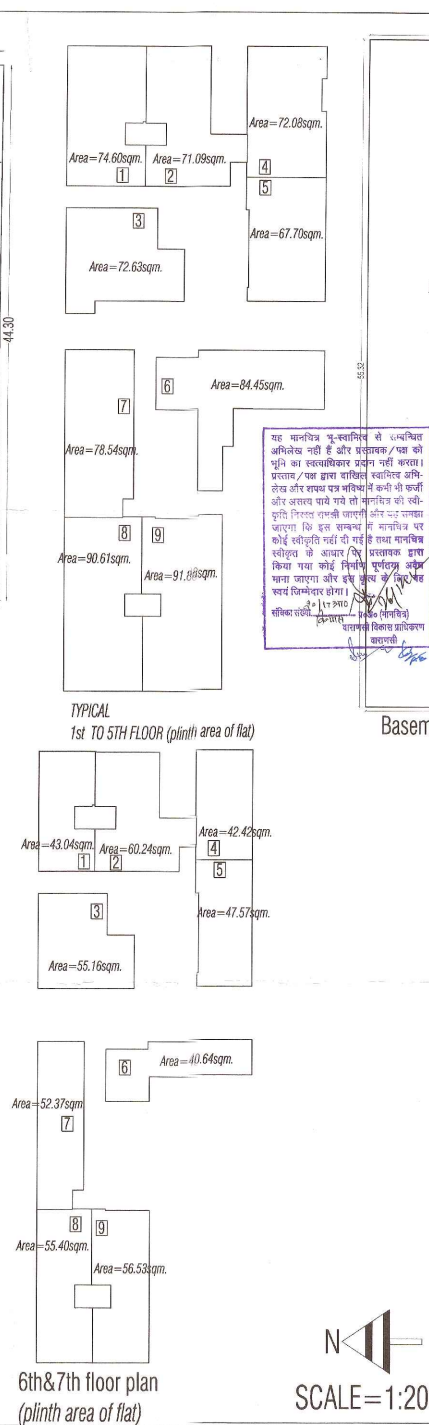 Area=74.60sqm.
1
Area=71.09sqm.
2
Area=72.08sqm.
4
5
Area=67.70sqm.
3
Area=72.63sqm.
44.30
55.32
6
Area=84.45sqm.
7
Area=78.54sqm.
8
Area=90.61sqm.
9
यह मानचित्र भू-स्वामित्व से सम्बन्धित
अभिलेख नहीं है और प्रस्तावक/पक्ष को
भूमि का स्वत्वाधिकार प्रदान नहीं करता।
प्रस्ताव/पक्ष द्वारा दाखिल स्वामित्व अभि-
लेख और शपथ पत्र भविष्य में कभी भी फर्जी
और असत्य पाये गये तो मानचित्र की स्वी-
कृति निरस्त समझी जाएगी और यह समझा
जाएगा कि इस सम्बन्ध में मानचित्र पर
कोई स्वीकृति नहीं दी गई है तथा मानचित्र
स्वीकृत के आधार पर प्रस्तावक द्वारा
किया गया कोई निर्माण पूर्णतया अवैध
माना जाएगा और इस कृत्य के लिए वह
स्वयं जिम्मेदार होगा।
(मानचित्र)
वाराणसी विकास प्राधिकरण
वाराणसी
TYPICAL
1st TO 5TH FLOOR (plinth area of flat)
Basem
Area=43.04sqm.
1
Area=60.24sqm.
2
Area=42.42sqm.
4
5
Area=47.57sqm.
3
Area=55.16sqm.
6
Area=40.64sqm.
Area=52.37sqm
7
8
Area=55.40sqm.
9
Area=56.53sqm.
N
6th&7th floor plan
(plinth area of flat)
SCALE=1:20